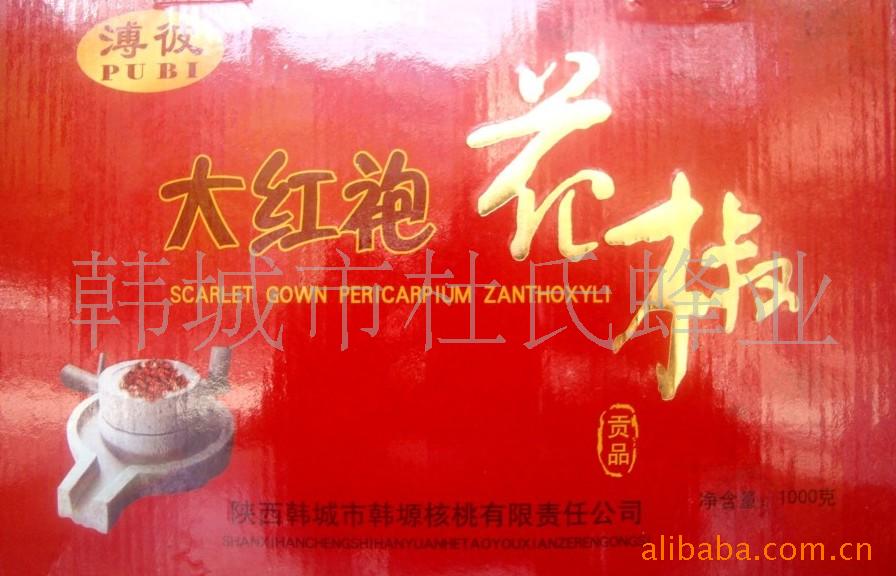 溥彼
PUBI
大红袍
花椒
SCARLET GOWN PERICARPIUM ZANTHOXYLI
韩城市杜氏蜂业
贡品
净含量：1000克
陕西韩城市韩塬核桃有限责任公司
SHANXIHANCHENGSHIHANYUANHETAOYOUXIANZERENGONGS
alibaba.com.cn